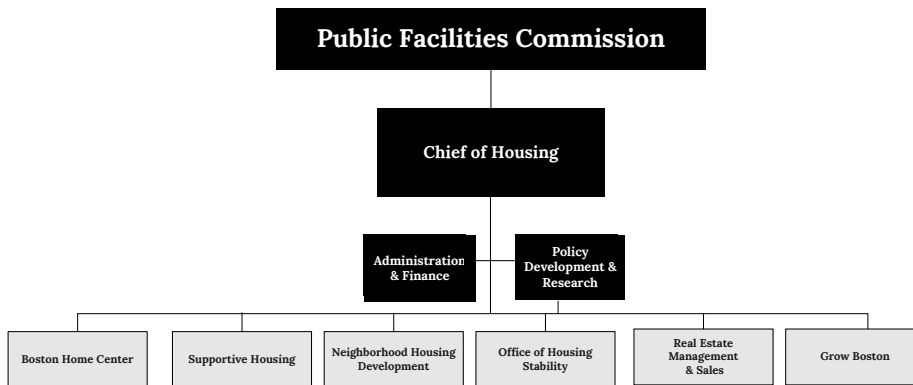 Public Facilities Commission
Chief of Housing
Administration
& Finance
Policy
Development &
Research
Boston Home Center
Supportive Housing
Neighborhood Housing
Development
Office of Housing
Stability
Real Estate
Management
& Sales
Grow Boston